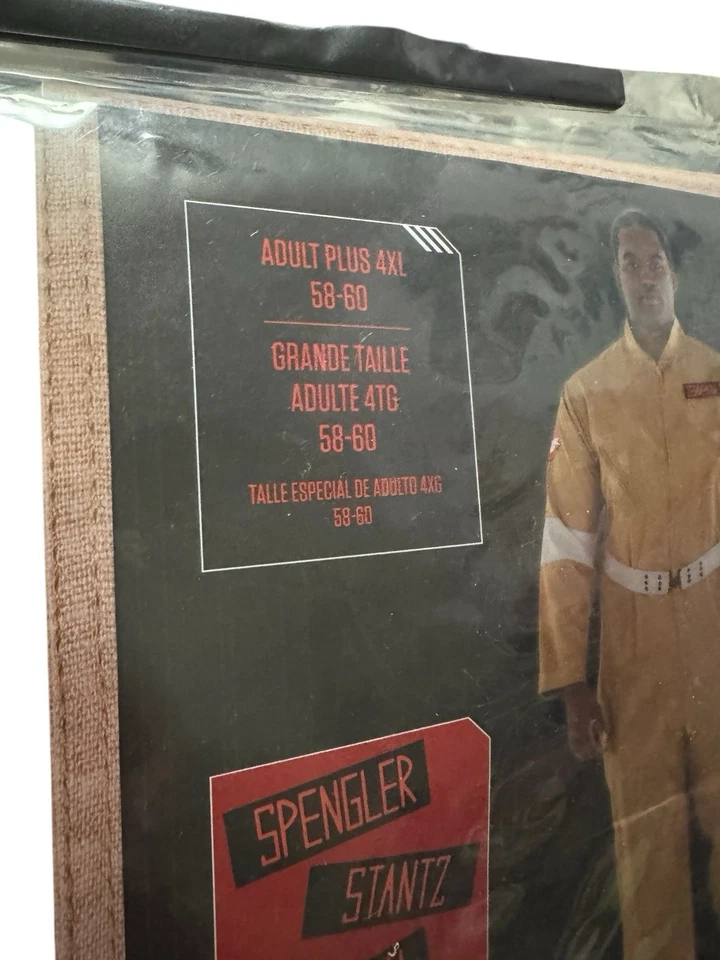 ADULT PLUS 4XL
58-60
GRANDE TAILLE
ADULTE 4TG
58-60
TALLE ESPECIAL DE ADULTO 4XG
58-60
SPENGLER
STANTZ